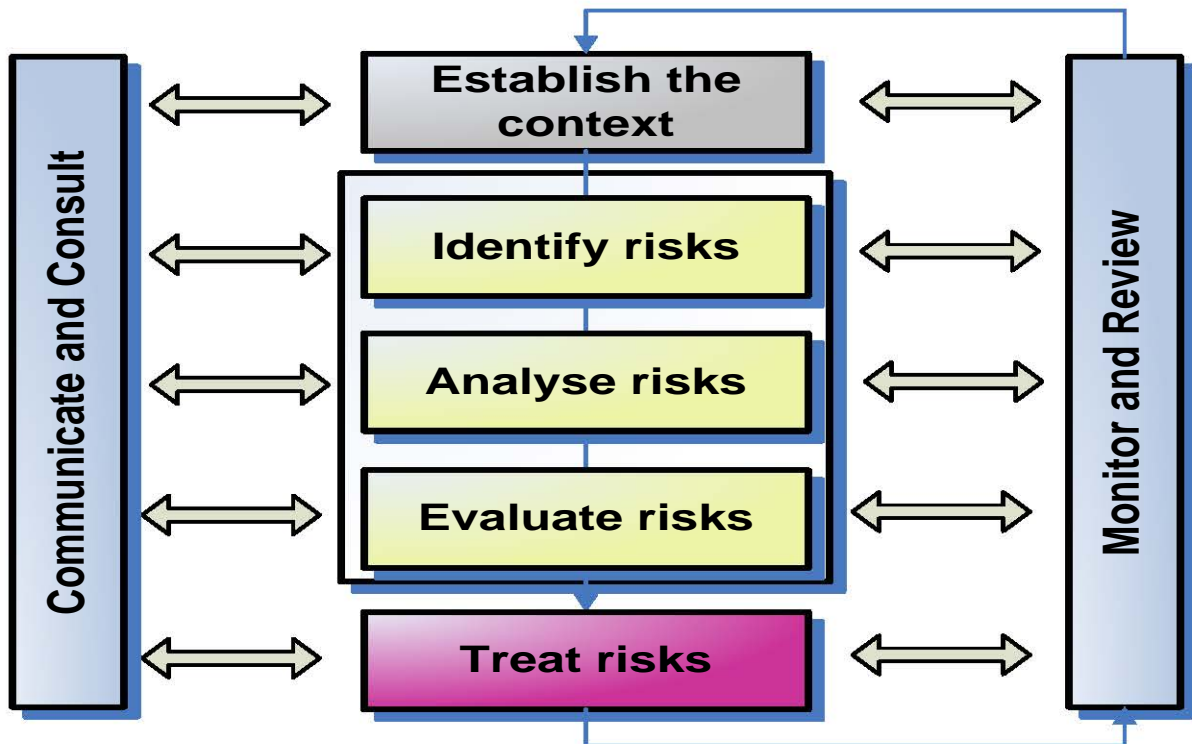 Communicate and Consult
Establish the
context
Identify risks
Analyse risks
Evaluate risks
Treat risks
Monitor and Review